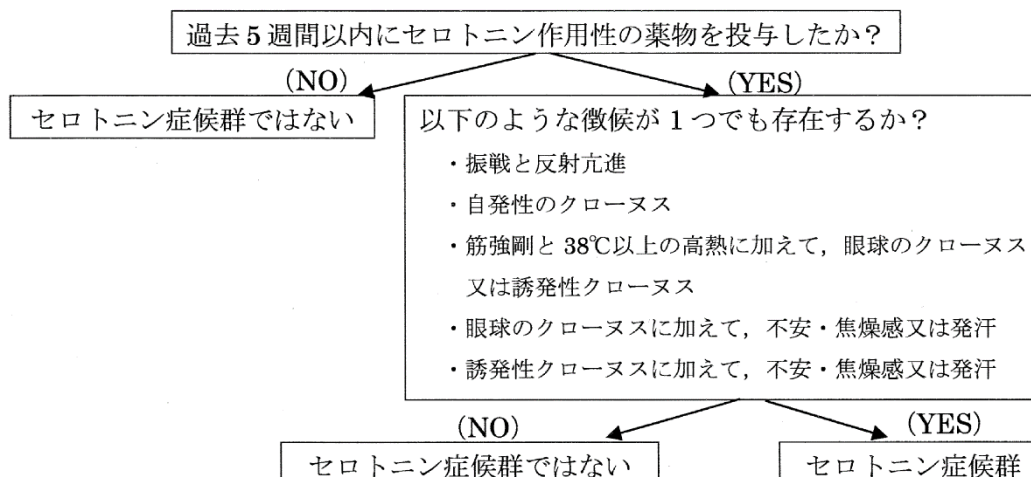 過去5週間以内にセロトニン作用性の薬物を投与したか？
(NO)
(YES)
セロトニン症候群ではない
以下のような徴候が1つでも存在するか？
・振戦と反射亢進
・自発性のクローヌス
・筋強剛と38℃以上の高熱に加えて，眼球のクローヌス
又は誘発性クローヌス
・眼球のクローヌスに加えて，不安・焦燥感又は発汗
・誘発性クローヌスに加えて，不安・焦燥感又は発汗
(NO)
(YES)
セロトニン症候群ではない
セロトニン症候群